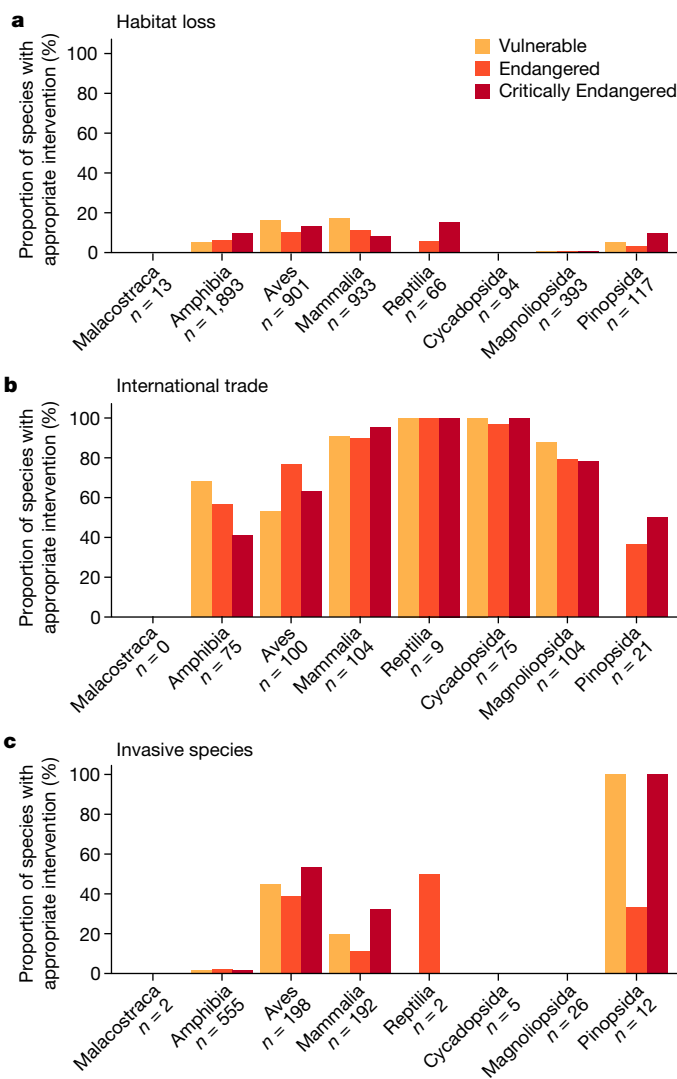 a Habitat loss
Proportion of species with
appropriate intervention (%)
100
80
60
40
20
0
Vulnerable
Endangered
Critically Endangered
Malacostraca
n = 13
Amphibia
n = 1,893
Aves
n = 901
Mammalia
n = 933
Reptilia
n = 66
Cycadopsida
n = 94
Magnoliopsida
n = 393
Pinopsida
n = 117
b International trade
Proportion of species with
appropriate intervention (%)
100
80
60
40
20
0
Malacostraca
n = 0
Amphibia
n = 75
Aves
n = 100
Mammalia
n = 104
Reptilia
n = 9
Cycadopsida
n = 75
Magnoliopsida
n = 104
Pinopsida
n = 21
c Invasive species
Proportion of species with
appropriate intervention (%)
100
80
60
40
20
0
Malacostraca
n = 2
Amphibia
n = 555
Aves
n = 198
Mammalia
n = 192
Reptilia
n = 2
Cycadopsida
n = 5
Magnoliopsida
n = 26
Pinopsida
n = 12